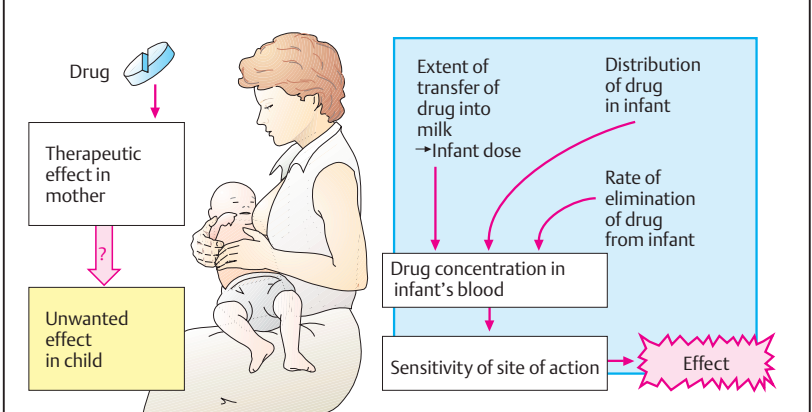 Drug
Therapeutic
effect in
mother
?
Unwanted
effect
in child
Extent of
transfer of
drug into
milk
→Infant dose
Distribution
of drug
in infant
Rate of
elimination
of drug
from infant
Drug concentration in
infant’s blood
Sensitivity of site of action
Effect